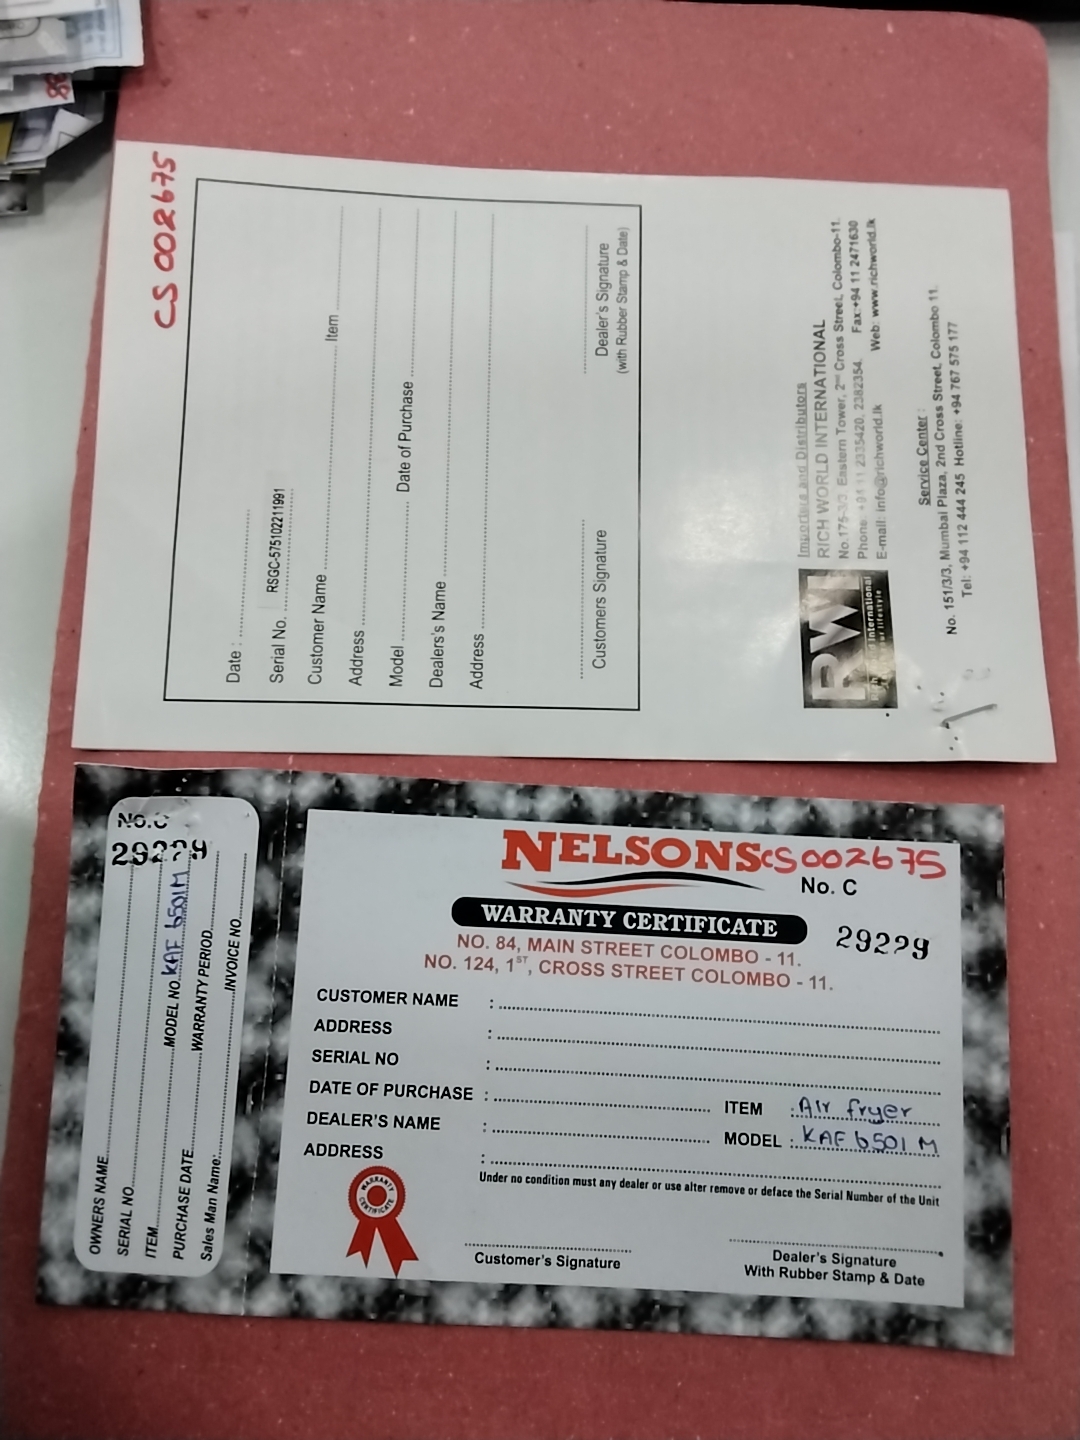 CS 002675
Date :
Serial No. RSGC-575102211991
Customer Name Item
Address
Model Date of Purchase
Dealers's Name
Address
Customers Signature
Dealer's Signature
(with Rubber Stamp & Date)
RWI
International
Importers and Distributors
RICH WORLD INTERNATIONAL
No.175-3/3, Eastern Tower, 2nd Cross Street, Colombo-11.
Phone: +94 11 2335420, 2382354. Fax:+94 11 2471630
E-mail: info@richworld.lk Web: www.richworld.lk
Service Center :
No. 151/3/3, Mumbai Plaza, 2nd Cross Street, Colombo 11.
Tel: +94 112 444 245 Hotline: +94 767 575 177
No.C
29229
OWNERS NAME
SERIAL NO
ITEM MODEL NO. KAF 6501 M
PURCHASE DATE WARRANTY PERIOD
Sales Man Name: INVOICE NO
NELSONS CS002675
No. C
WARRANTY CERTIFICATE 29229
NO. 84, MAIN STREET COLOMBO - 11.
NO. 124, 1ST, CROSS STREET COLOMBO - 11.
CUSTOMER NAME :
ADDRESS :
SERIAL NO :
DATE OF PURCHASE : ITEM : Air fryer
DEALER'S NAME : MODEL : KAF 6501 M
ADDRESS :
Under no condition must any dealer or use alter remove or deface the Serial Number of the Unit
WARRANTY
CERTIFICATE
Customer's Signature
Dealer's Signature
With Rubber Stamp & Date